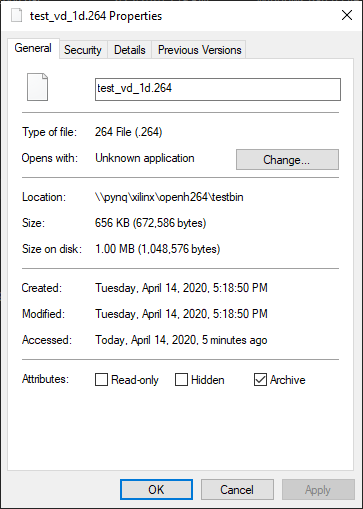 test_vd_1d.264 Properties
General Security Details Previous Versions
test_vd_1d.264
Type of file: 264 File (.264)
Opens with: Unknown application Change...
Location: \\pynq\xilinx\openh264\testbin
Size: 656 KB (672,586 bytes)
Size on disk: 1.00 MB (1,048,576 bytes)
Created: Tuesday, April 14, 2020, 5:18:50 PM
Modified: Tuesday, April 14, 2020, 5:18:50 PM
Accessed: Today, April 14, 2020, 5 minutes ago
Attributes: Read-only Hidden Archive
OK Cancel Apply